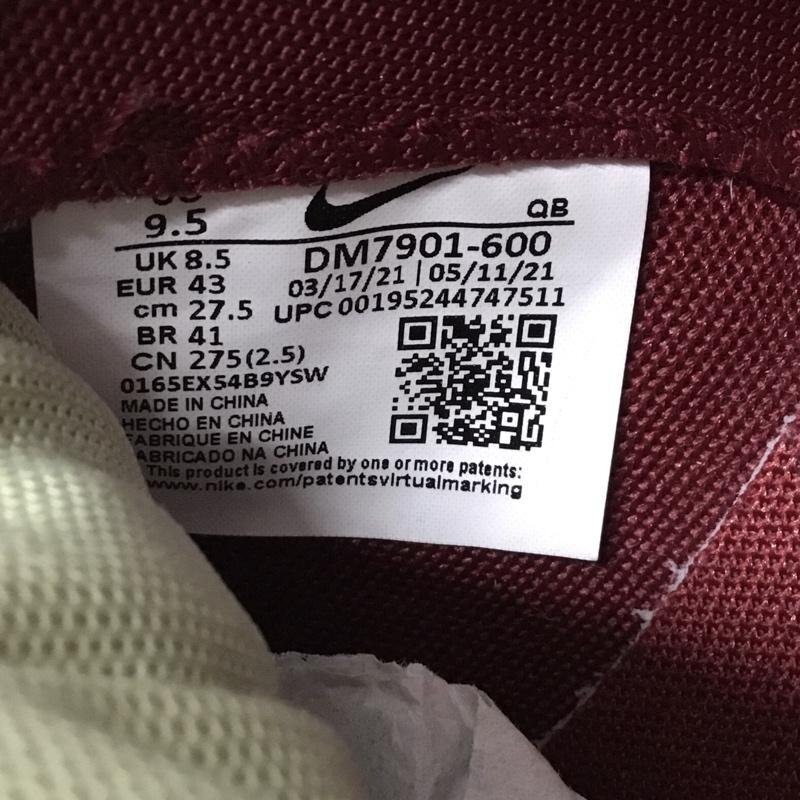 9.5
QB
UK 8.5
EUR 43
cm 27.5
BR 41
CN 275(2.5)
DM7901-600
03/17/21 | 05/11/21
UPC 00195244747511
0165EX54B9YSW
MADE IN CHINA
HECHO EN CHINA
FABRIQUE EN CHINE
FABRICADO NA CHINA
This product is covered by one or more patents:
www.nike.com/patentsvirtualmarking